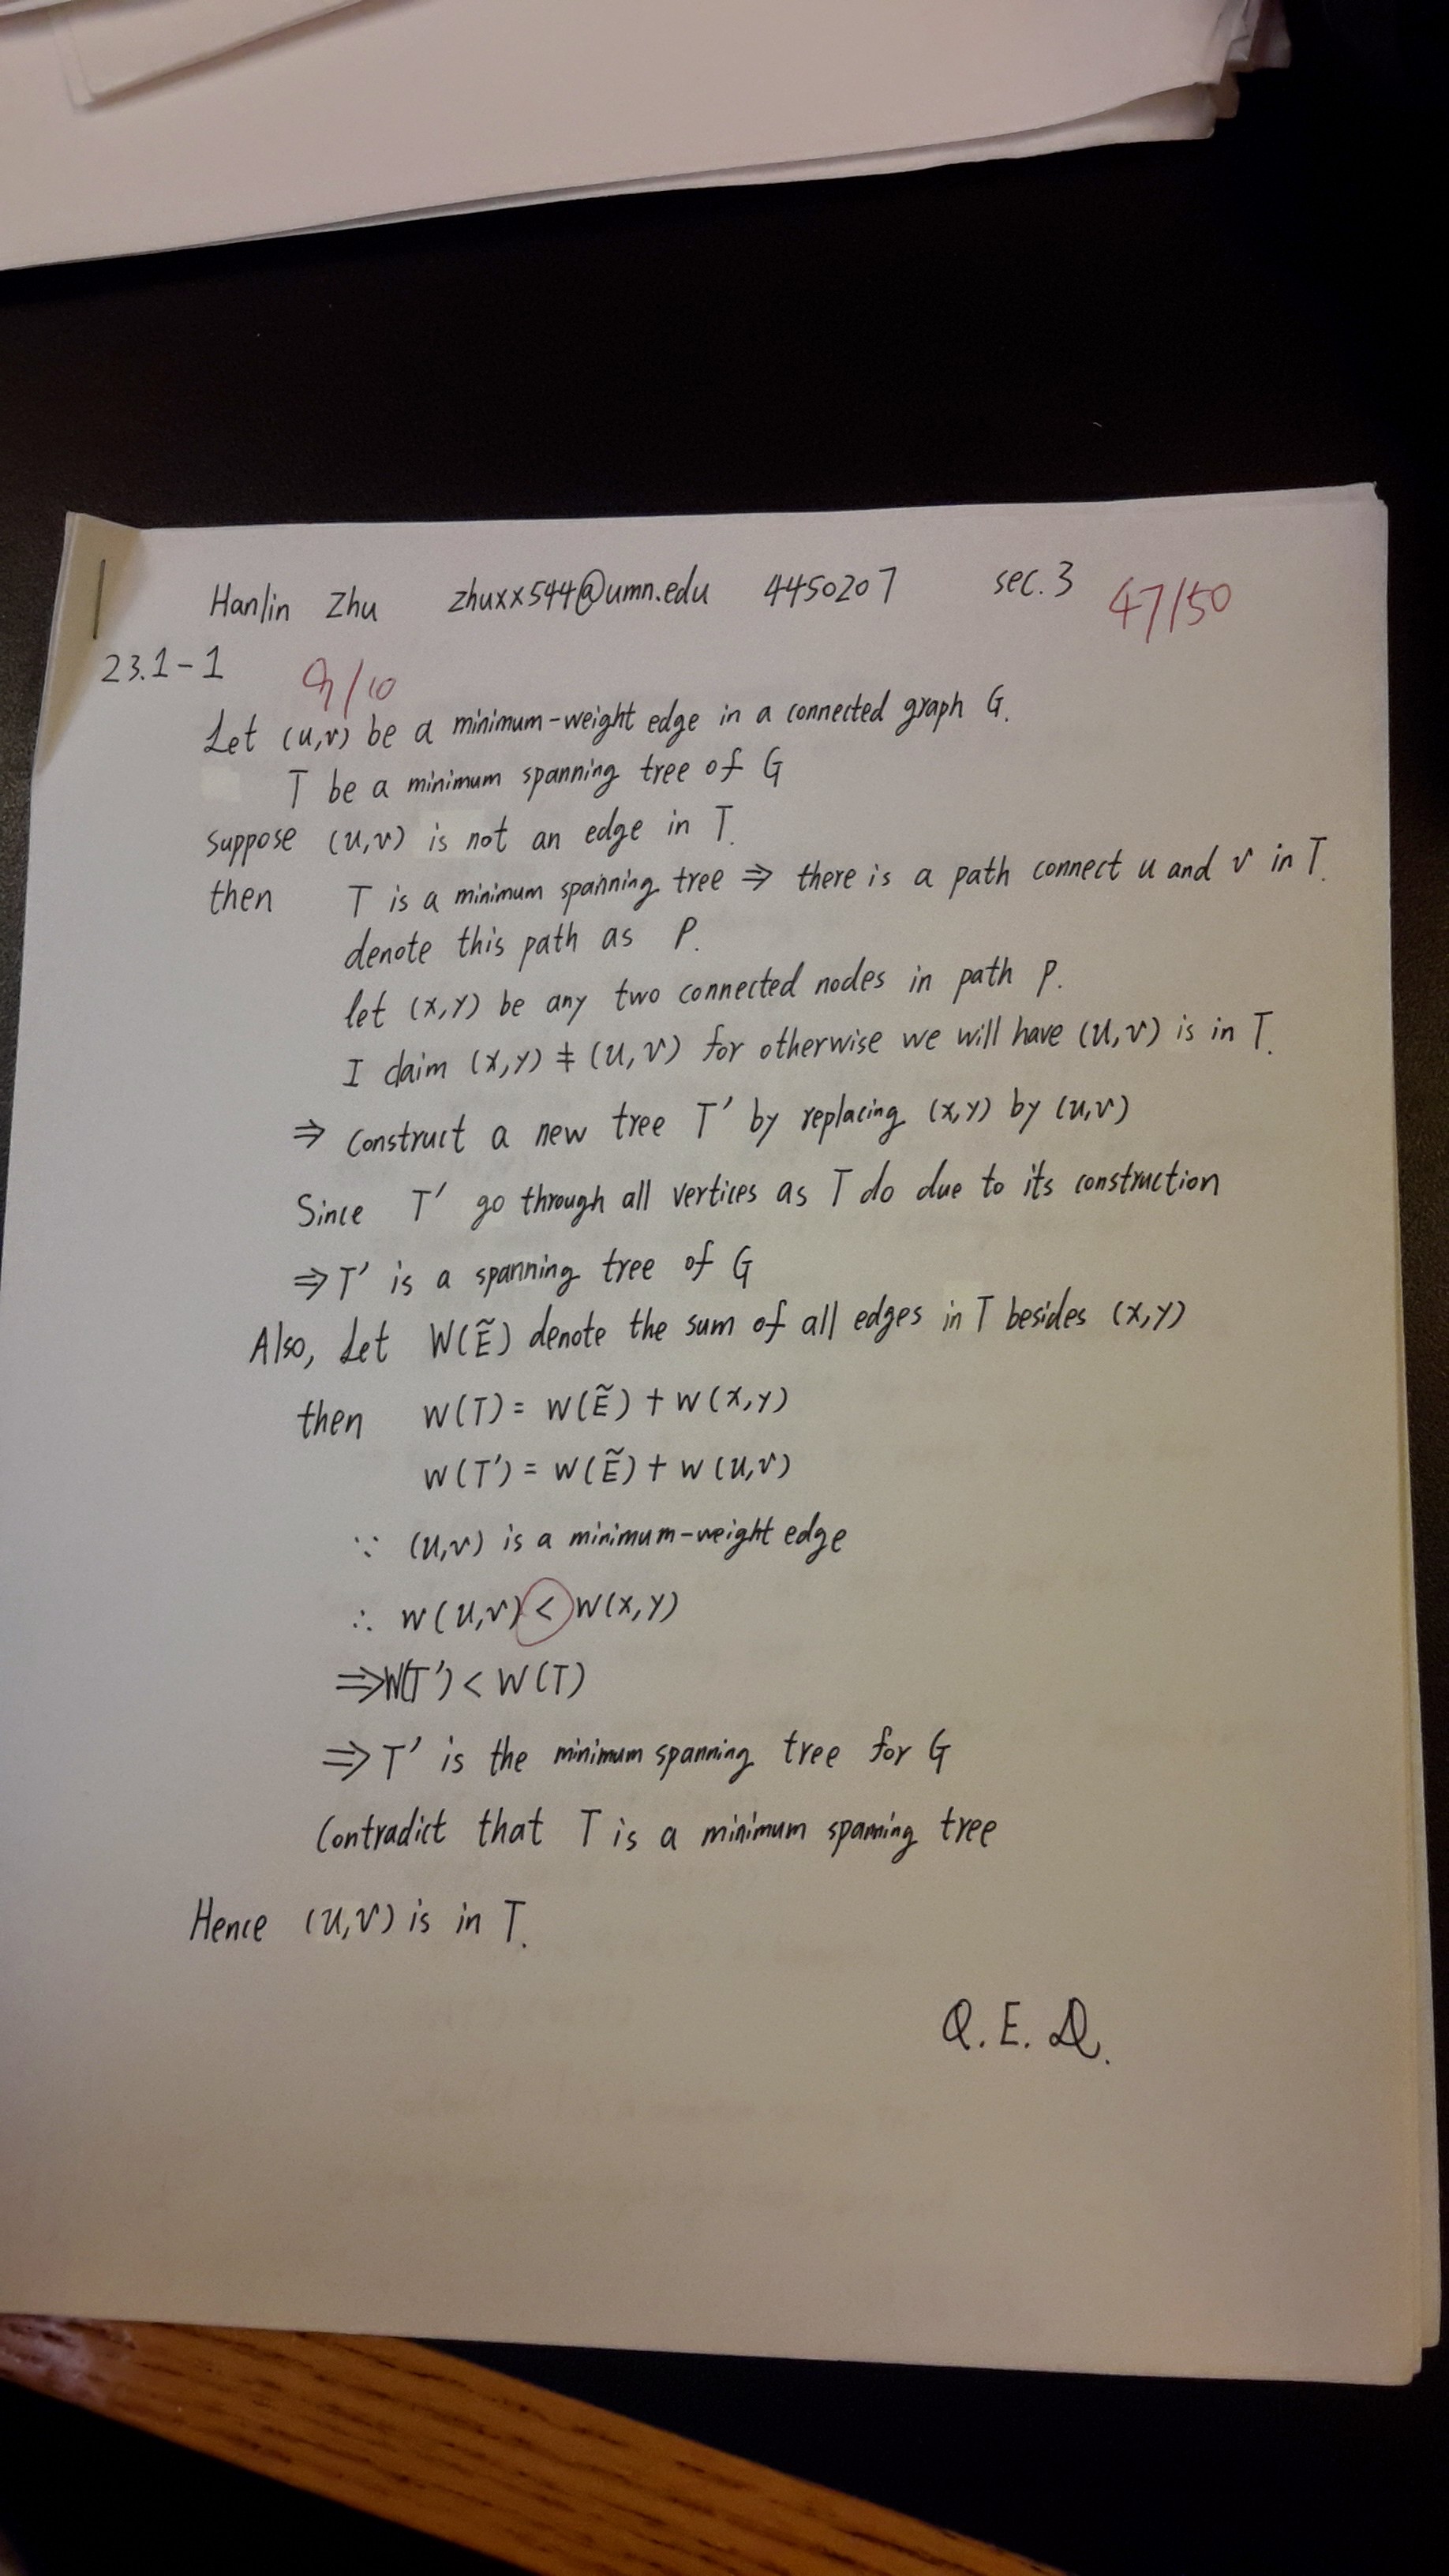 Hanlin Zhu zhuxx544@umn.edu 4450207 sec.3 47/50
23.1-1 9/10
Let (u,v) be a minimum-weight edge in a connected graph G.
T be a minimum spanning tree of G
suppose (u,v) is not an edge in T.
then T is a minimum spanning tree ⇒ there is a path connect u and v in T.
denote this path as P.
let (x,y) be any two connected nodes in path p.
I claim (x,y) ≠ (u,v) for otherwise we will have (u,v) is in T.
⇒ construct a new tree T' by replacing (x,y) by (u,v)
Since T' go through all vertices as T do due to its construction
⇒ T' is a spanning tree of G
Also, Let W(Ẽ) denote the sum of all edges in T besides (x,y)
then W(T) = W(Ẽ) + W(x,y)
W(T') = W(Ẽ) + W(u,v)
∵ (u,v) is a minimum-weight edge
∴ W(u,v) < W(x,y)
⇒ W(T') < W(T)
⇒ T' is the minimum spanning tree for G
Contradict that T is a minimum spanning tree
Hence (u,v) is in T.
Q.E.D.